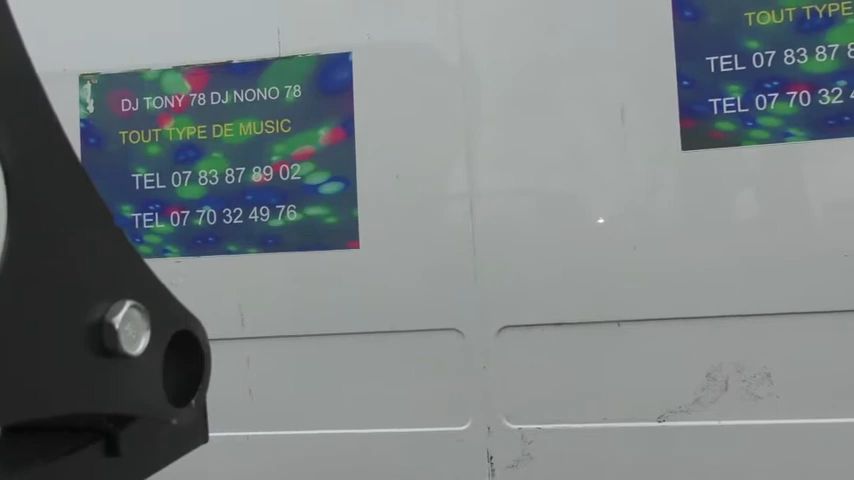 DJ TONY 78 DJ NONO 78
TOUT TYPE DE MUSIC
TEL 07 83 87 89 02
TEL 07 70 32 49 76
TOUT TYPE
TEL 07 83 87
TEL 07 70 32